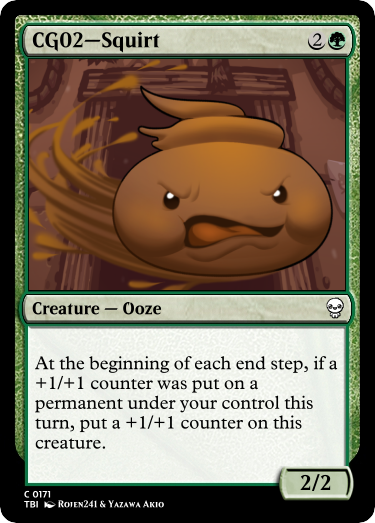 CG02—Squirt 2
Creature — Ooze
At the beginning of each end step, if a
+1/+1 counter was put on a
permanent under your control this
turn, put a +1/+1 counter on this
creature.
2/2
C 0171
TBI Rofen241 & Yazawa Akio